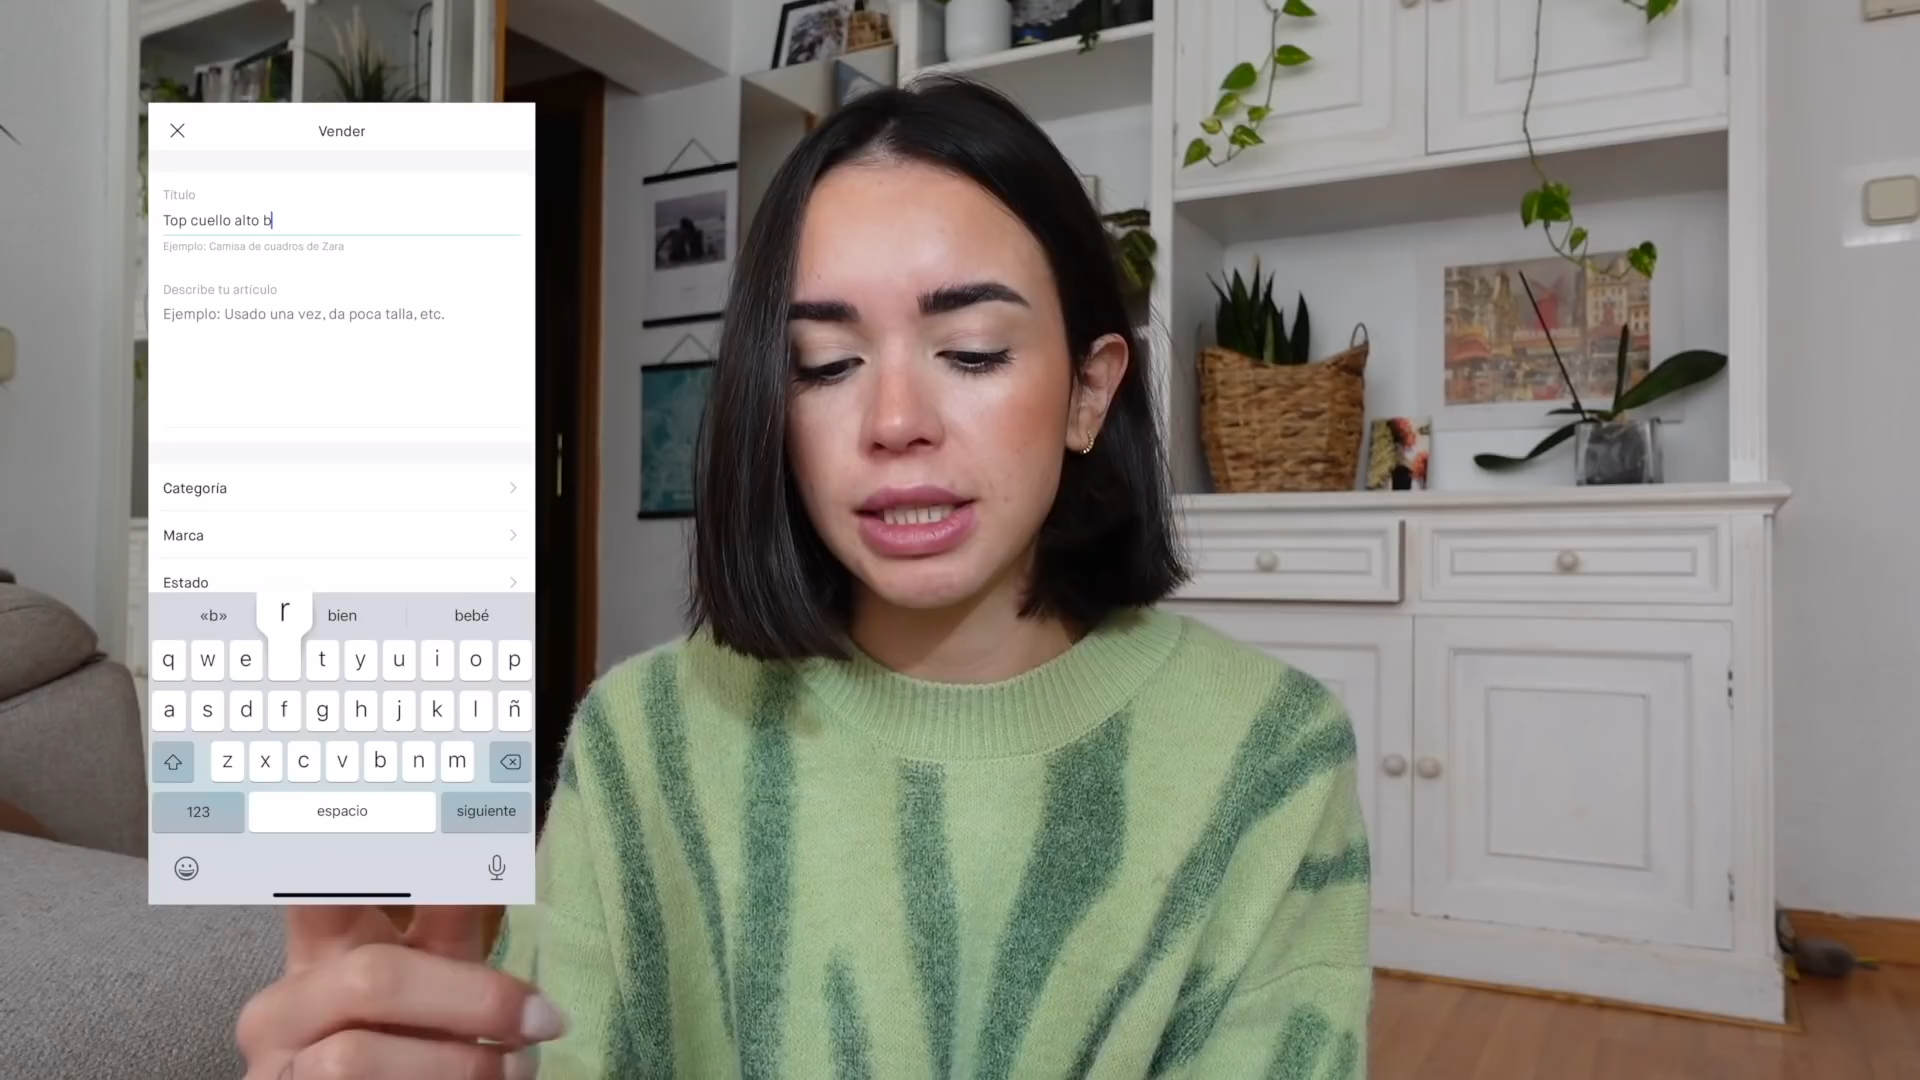 Vender
Título
Top cuello alto b
Ejemplo: Camisa de cuadros de Zara
Describe tu artículo
Ejemplo: Usado una vez, da poca talla, etc.
Categoría
Marca
Estado
«b» r bien bebé
q w e t y u i o p
a s d f g h j k l ñ
z x c v b n m
123 espacio siguiente